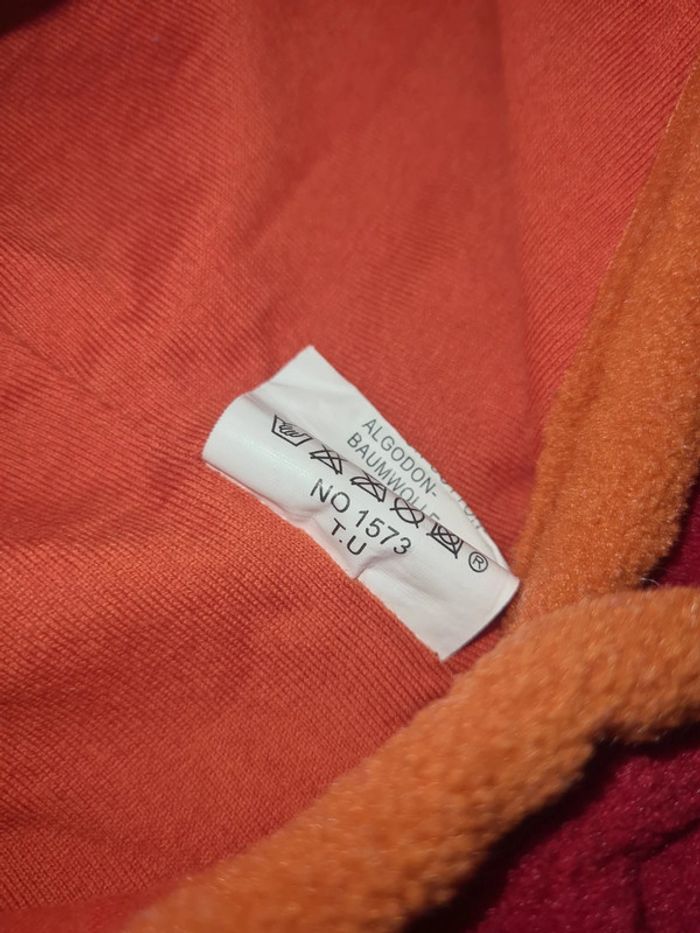 ALGODON-
BAUMWOLLE
NO 1573
T.U
®